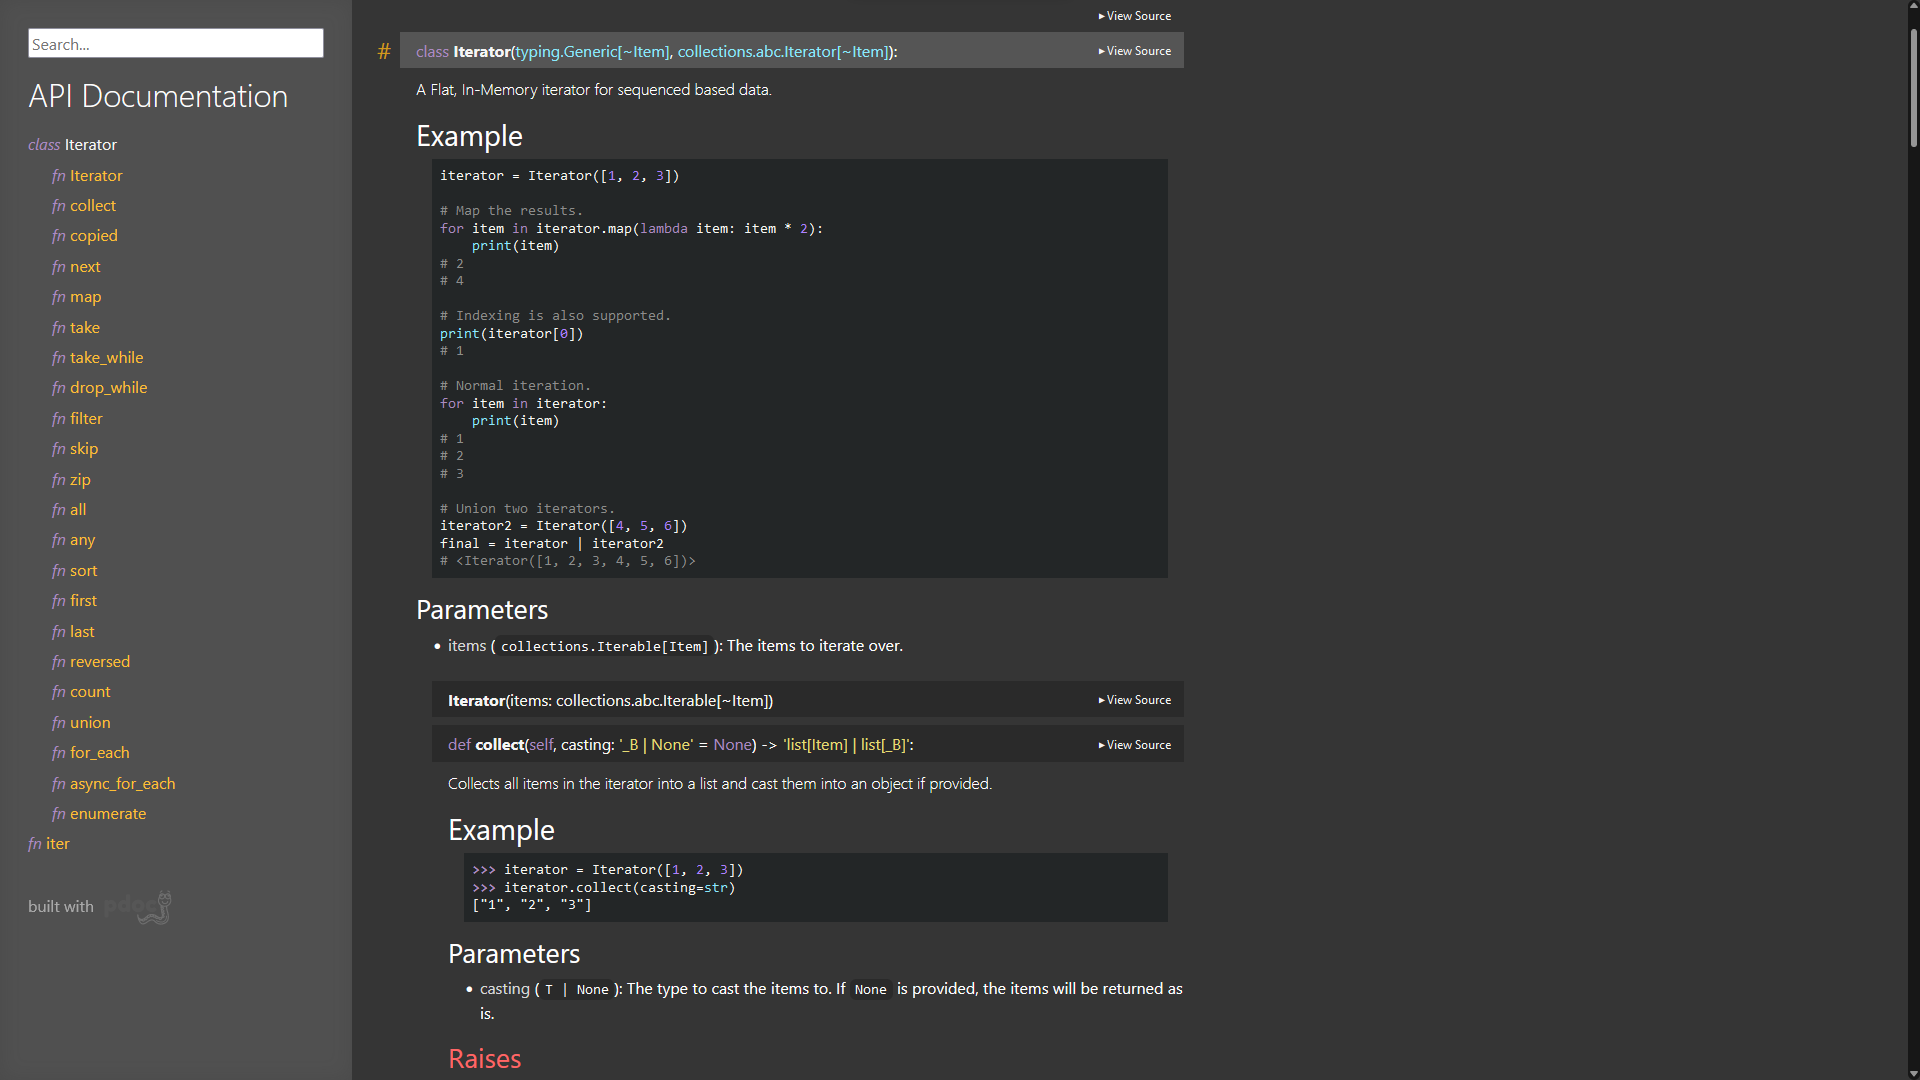 Search...
API Documentation
class Iterator
fn Iterator
fn collect
fn copied
fn next
fn map
fn take
fn take_while
fn drop_while
fn filter
fn skip
fn zip
fn all
fn any
fn sort
fn first
fn last
fn reversed
fn count
fn union
fn for_each
fn async_for_each
fn enumerate
fn iter
built with pdoc
▸View Source
# class Iterator(typing.Generic[~Item], collections.abc.Iterator[~Item]): ▸View Source
A Flat, In-Memory iterator for sequenced based data.
Example
iterator = Iterator([1, 2, 3])
# Map the results.
for item in iterator.map(lambda item: item * 2):
    print(item)
# 2
# 4
# Indexing is also supported.
print(iterator[0])
# 1
# Normal iteration.
for item in iterator:
    print(item)
# 1
# 2
# 3
# Union two iterators.
iterator2 = Iterator([4, 5, 6])
final = iterator | iterator2
# <Iterator([1, 2, 3, 4, 5, 6])>
Parameters
• items ( collections.Iterable[Item] ): The items to iterate over.
Iterator(items: collections.abc.Iterable[~Item]) ▸View Source
def collect(self, casting: '_B | None' = None) -> 'list[Item] | list[_B]': ▸View Source
Collects all items in the iterator into a list and cast them into an object if provided.
Example
>>> iterator = Iterator([1, 2, 3])
>>> iterator.collect(casting=str)
["1", "2", "3"]
Parameters
• casting ( T | None ): The type to cast the items to. If None is provided, the items will be returned as
is.
Raises